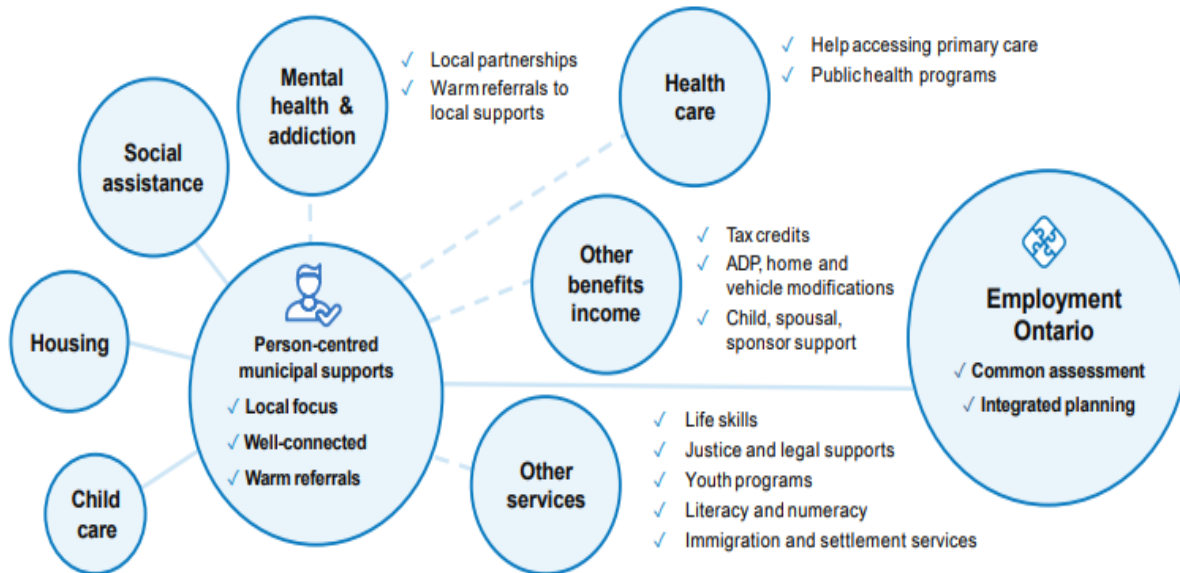 Mental
health &
addiction
✓ Local partnerships
✓ Warm referrals to
local supports
Health
care
✓ Help accessing primary care
✓ Public health programs
Social
assistance
Other
benefits
income
✓ Tax credits
✓ ADP, home and
vehicle modifications
✓ Child, spousal,
sponsor support
Employment
Ontario
✓ Common assessment
✓ Integrated planning
Housing
Person-centred
municipal supports
✓ Local focus
✓ Well-connected
✓ Warm referrals
Child
care
Other
services
✓ Life skills
✓ Justice and legal supports
✓ Youth programs
✓ Literacy and numeracy
✓ Immigration and settlement services